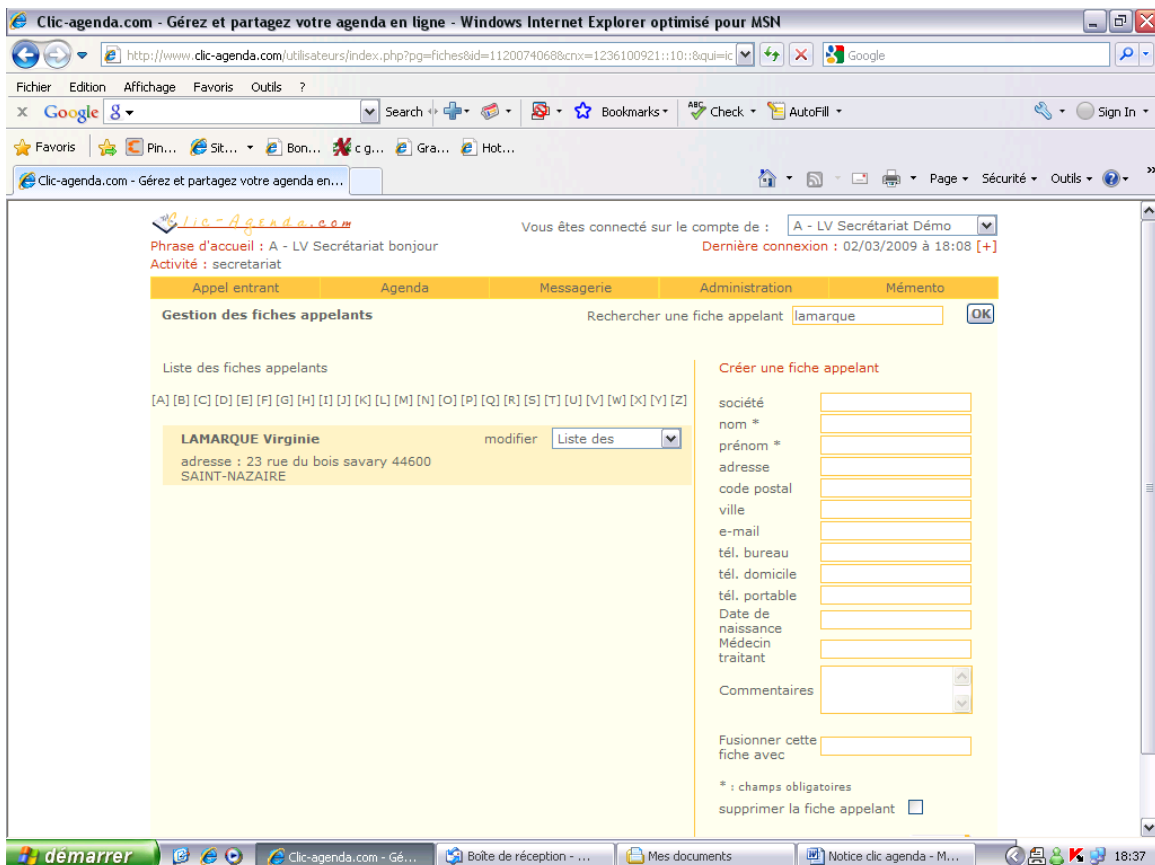 Clic-agenda.com - Gérez et partagez votre agenda en ligne - Windows Internet Explorer optimisé pour MSN
http://www.clic-agenda.com/utilisateurs/index.php?pg=fiches&id=11200740688&cnx=1236100921::10::&qui=ic
Google
Fichier Edition Affichage Favoris Outils ?
x Google Search Bookmarks Check AutoFill Sign In
Favoris Pin... Sit... Bon... c g... Gra... Hot...
Clic-agenda.com - Gérez et partagez votre agenda en... Page Sécurité Outils
Clic-Agenda.com Vous êtes connecté sur le compte de : A - LV Secrétariat Démo
Phrase d'accueil : A - LV Secrétariat bonjour Dernière connexion : 02/03/2009 à 18:08 [+]
Activité : secretariat
Appel entrant Agenda Messagerie Administration Mémento
Gestion des fiches appelants Rechercher une fiche appelant lamarque OK
Liste des fiches appelants
[A] [B] [C] [D] [E] [F] [G] [H] [I] [J] [K] [L] [M] [N] [O] [P] [Q] [R] [S] [T] [U] [V] [W] [X] [Y] [Z]
LAMARQUE Virginie modifier Liste des
adresse : 23 rue du bois savary 44600
SAINT-NAZAIRE
Créer une fiche appelant
société
nom *
prénom *
adresse
code postal
ville
e-mail
tél. bureau
tél. domicile
tél. portable
Date de
naissance
Médecin
traitant
Commentaires
Fusionner cette
fiche avec
* : champs obligatoires
supprimer la fiche appelant
démarrer Clic-agenda.com - Gé... Boîte de réception - ... Mes documents Notice clic agenda - M... 18:37